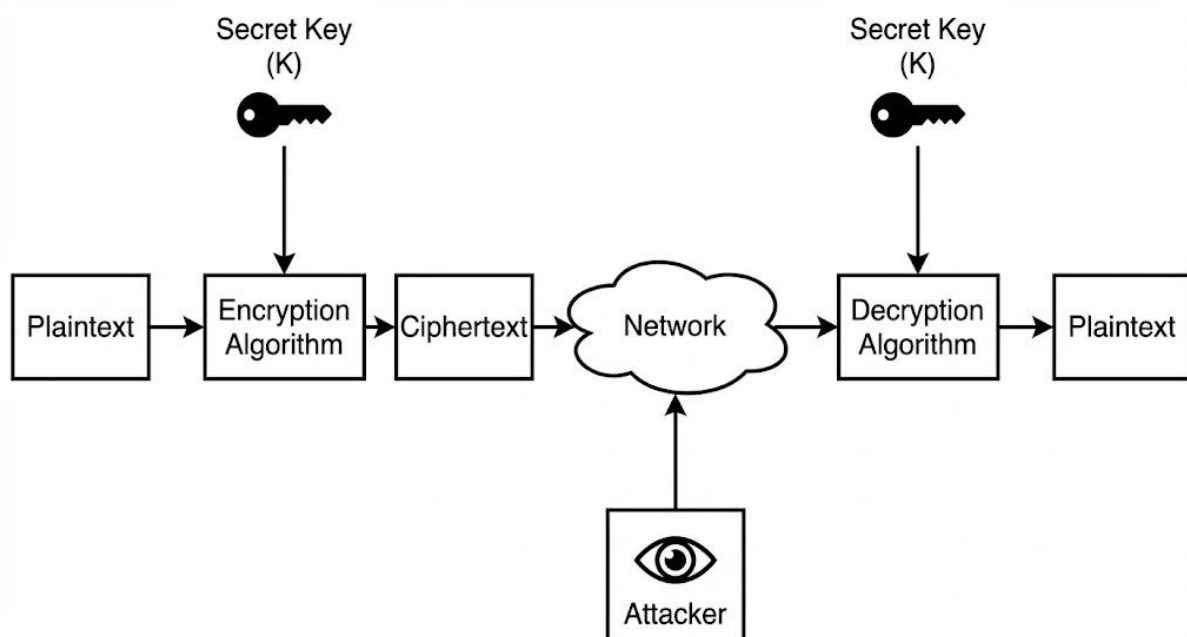 Secret Key
(K)
Secret Key
(K)
Plaintext
Encryption
Algorithm
Ciphertext
Network
Decryption
Algorithm
Plaintext
Attacker